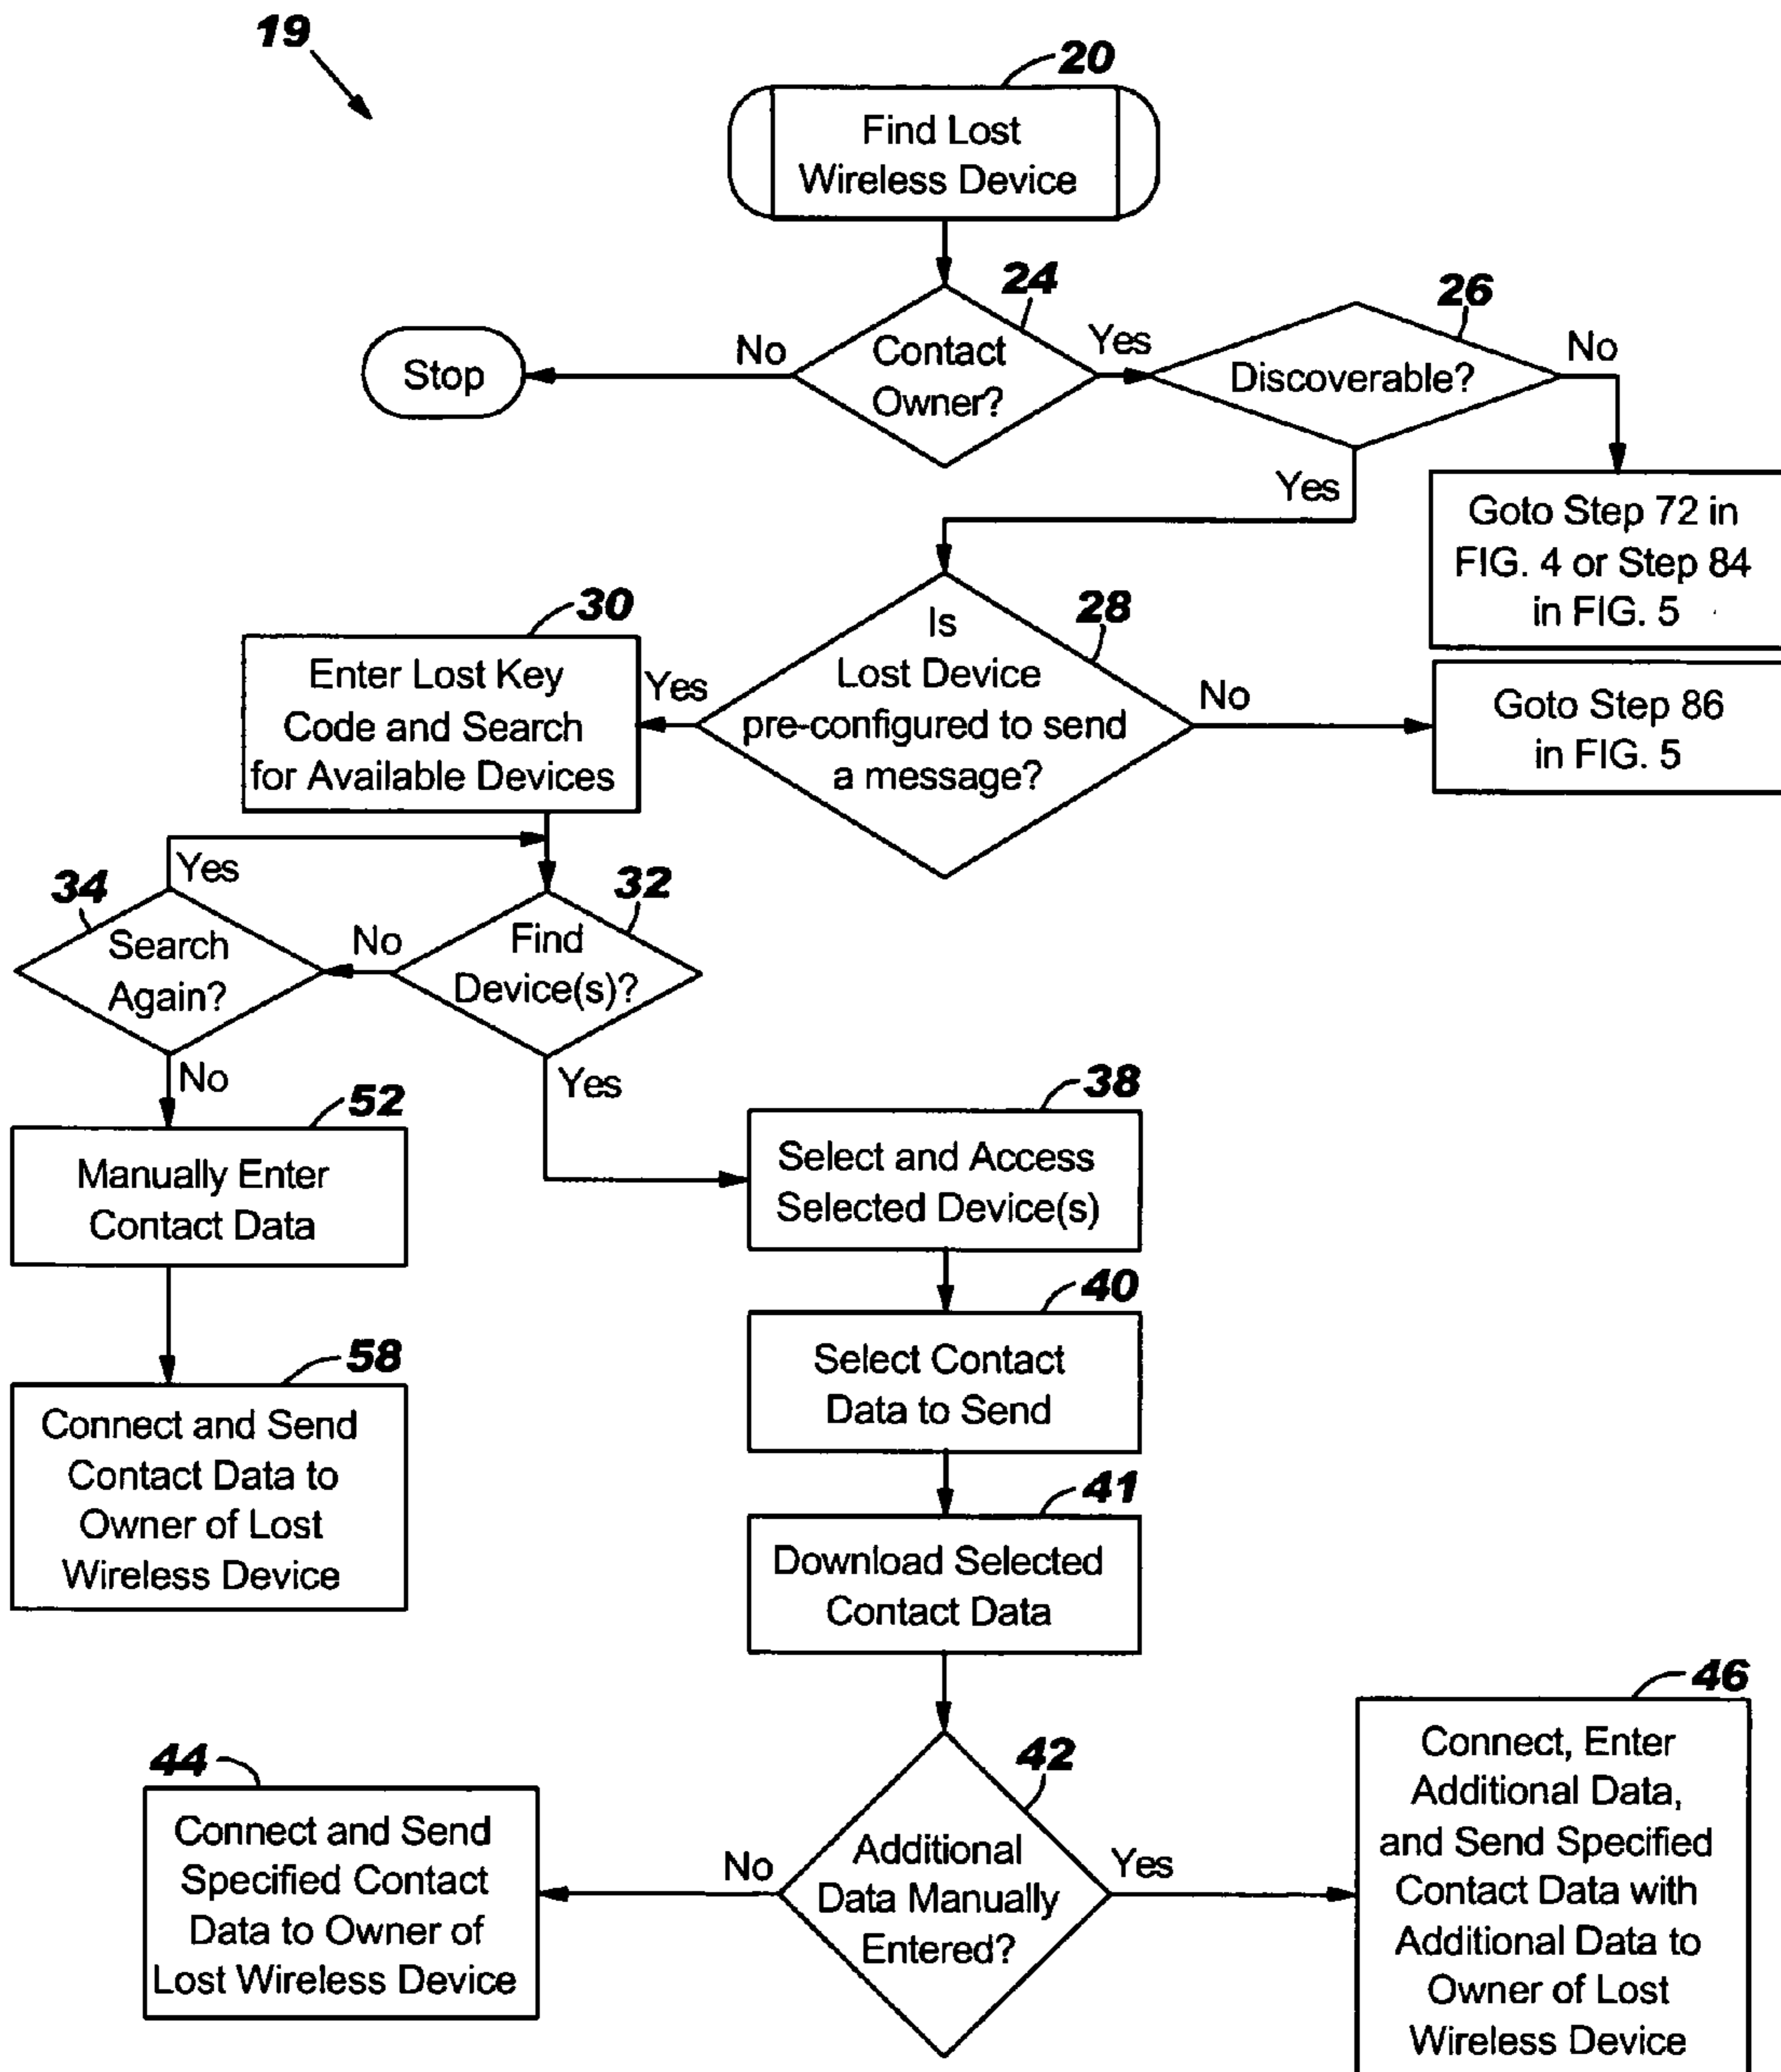 19
20
Find Lost
Wireless Device
24
Contact
Owner?
No
Stop
Yes
26
Discoverable?
No
Goto Step 72 in
FIG. 4 or Step 84
in FIG. 5
Yes
28
Is
Lost Device
pre-configured to send
a message?
No
Goto Step 86
in FIG. 5
Yes
30
Enter Lost Key
Code and Search
for Available Devices
32
Find
Device(s)?
No
34
Search
Again?
Yes
No
52
Manually Enter
Contact Data
58
Connect and Send
Contact Data to
Owner of Lost
Wireless Device
Yes
38
Select and Access
Selected Device(s)
40
Select Contact
Data to Send
41
Download Selected
Contact Data
42
Additional
Data Manually
Entered?
No
44
Connect and Send
Specified Contact
Data to Owner of
Lost Wireless Device
Yes
46
Connect, Enter
Additional Data,
and Send Specified
Contact Data with
Additional Data to
Owner of Lost
Wireless Device